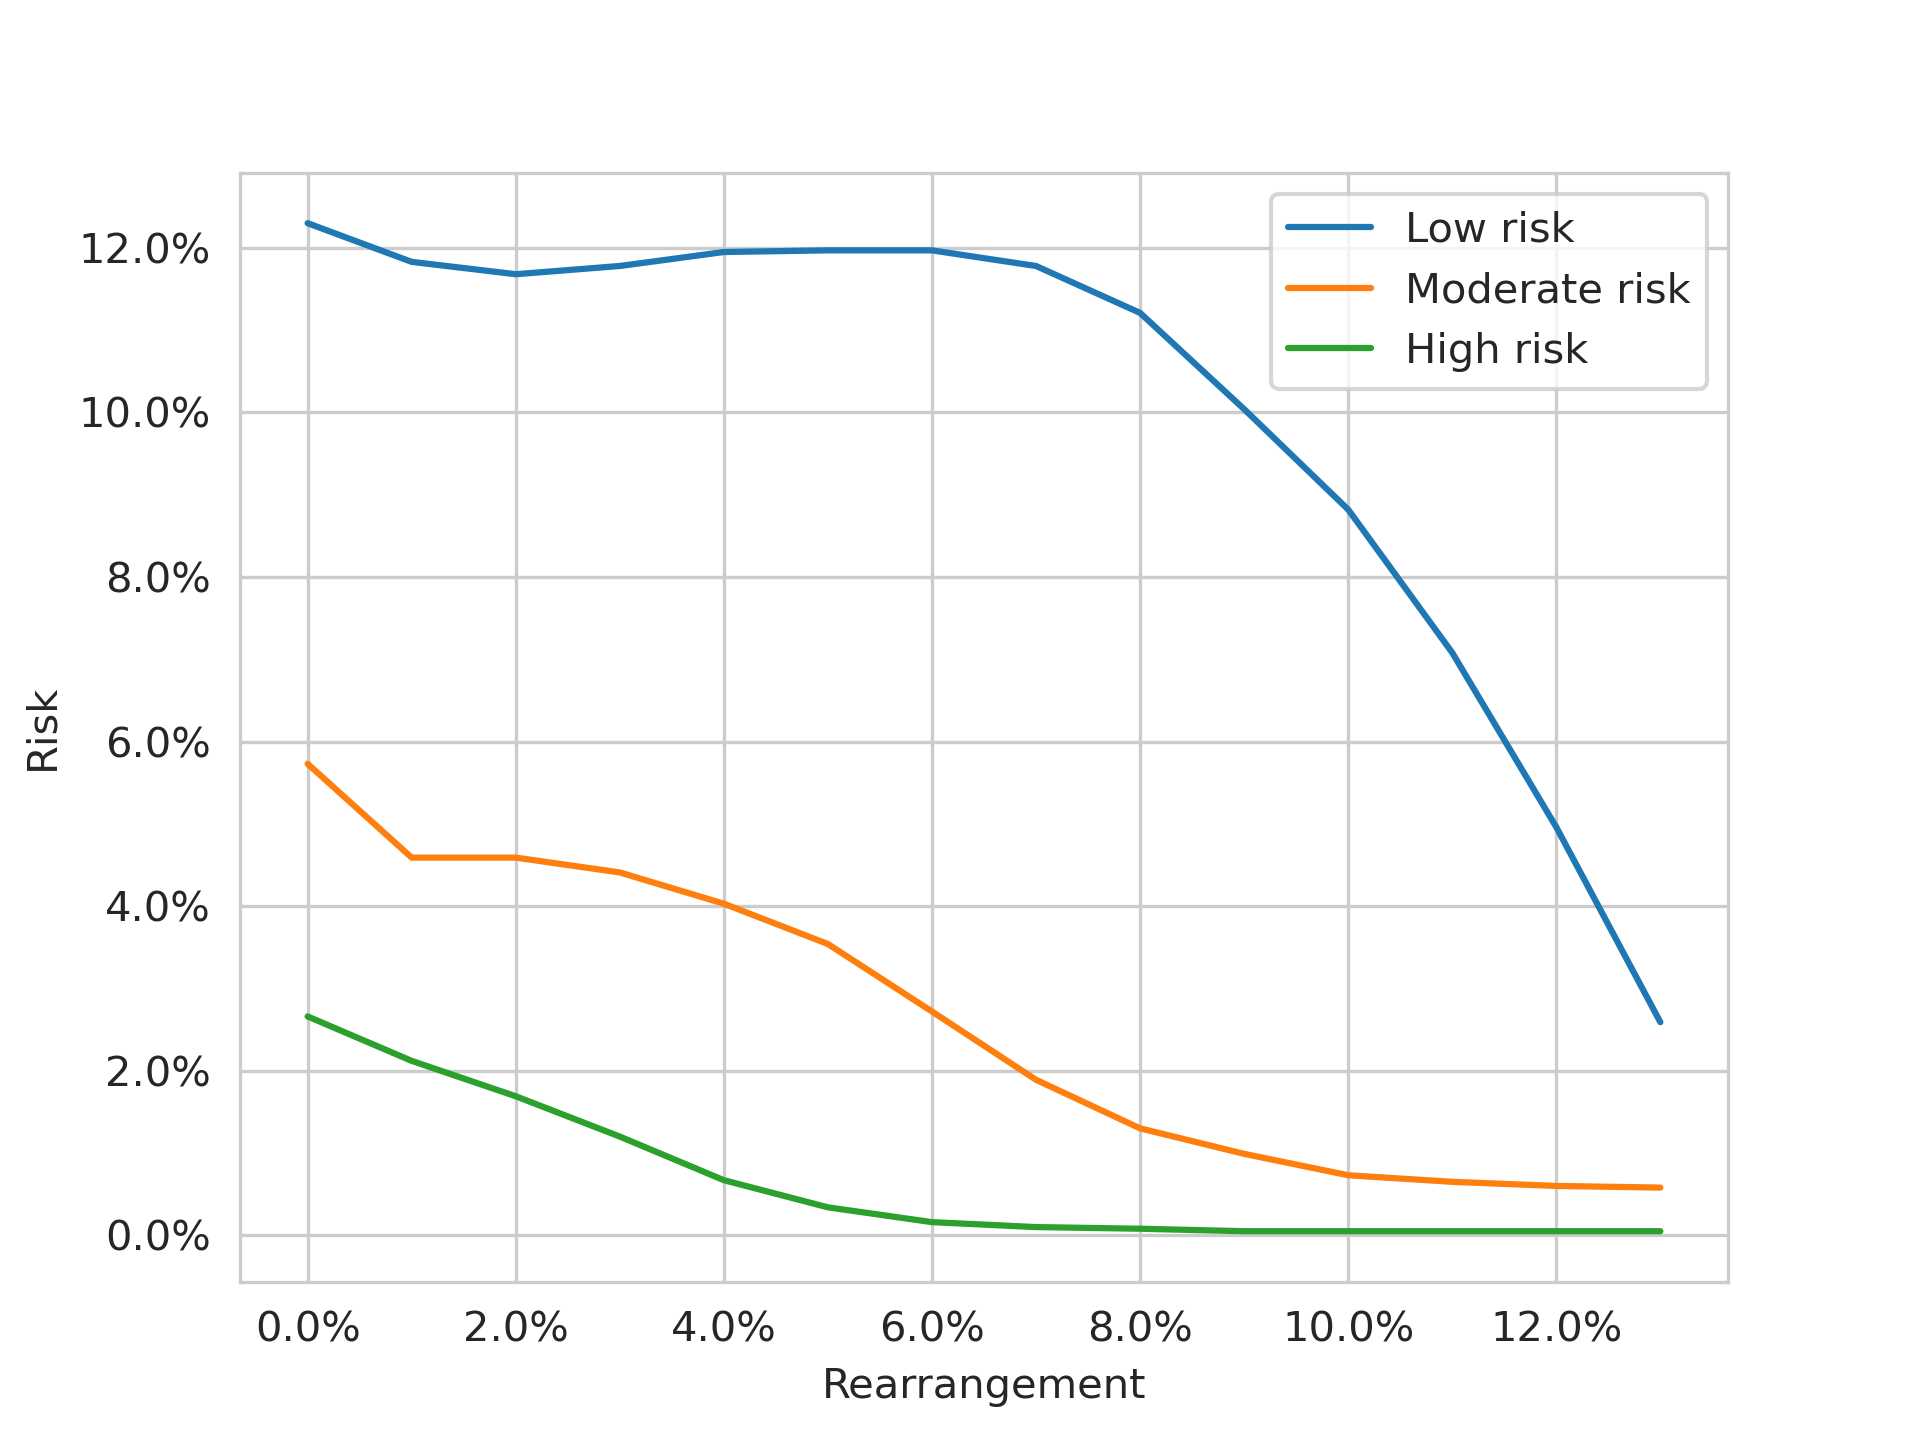 Low risk
Moderate risk
High risk
12.0%
10.0%
8.0%
6.0%
4.0%
2.0%
0.0%
Risk
0.0% 2.0% 4.0% 6.0% 8.0% 10.0% 12.0%
Rearrangement